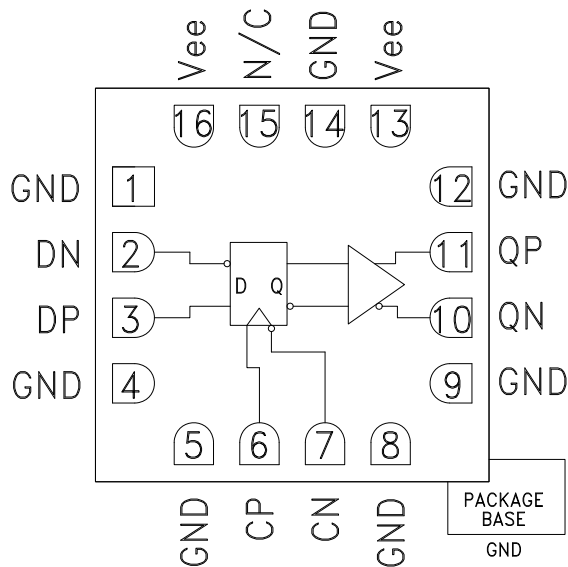 Vee
N/C
GND
Vee
16
15
14
13
GND
1
12
GND
DN
2
11
QP
D
Q
DP
3
10
QN
GND
4
9
GND
5
6
7
8
GND
CP
CN
GND
PACKAGE
BASE
GND